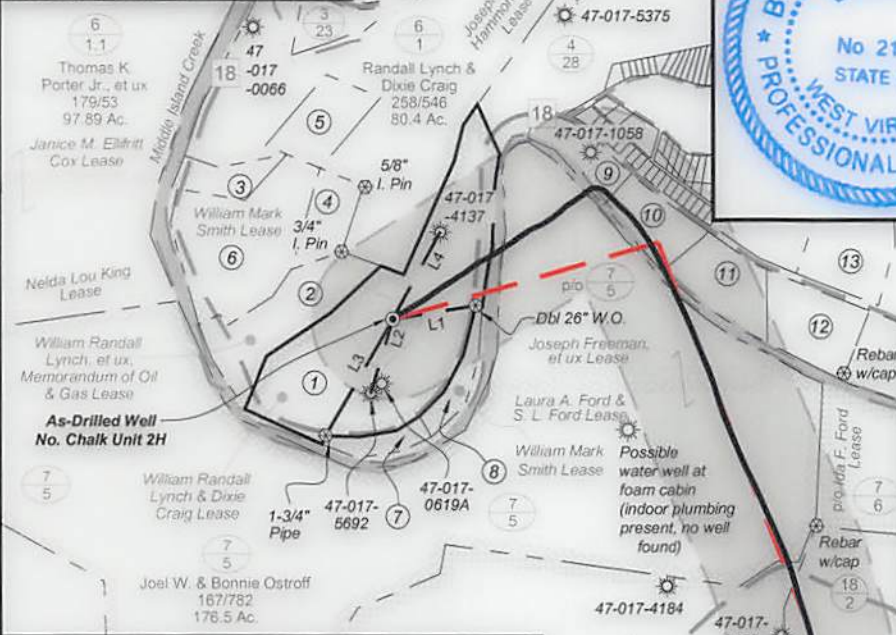 6
1.1
Thomas K.
Porter Jr., et ux
179/53
97.89 Ac.
Janice M. Ellifritt
Cox Lease
Middle Island Creek
18
47
-017
-0066
3
23
6
1
Randall Lynch &
Dixie Craig
258/546
80.4 Ac.
Joseph
Hammon
Lease
47-017-5375
4
28
18
47-017-1058
No 21
STATE
WEST VIR
PROFESSIONAL
5
3
4
5/8"
I. Pin
47-017
-4137
9
10
William Mark
Smith Lease
3/4"
I. Pin
6
L4
11
13
Nelda Lou King
Lease
2
p/o
7
5
12
L1
L2
L3
Dbl 26" W.O.
William Randall
Lynch, et ux,
Memorandum of Oil
& Gas Lease
Joseph Freeman,
et ux Lease
Rebar
w/cap
1
As-Drilled Well
No. Chalk Unit 2H
Laura A. Ford &
S. L. Ford Lease
William Mark
Smith Lease
Possible
water well at
foam cabin
(indoor plumbing
present, no well
found)
p/o Ida F. Ford
Lease
7
5
William Randall
Lynch & Dixie
Craig Lease
8
7
6
1-3/4"
Pipe
47-017-
5692
7
47-017-
0619A
7
5
Rebar
w/cap
7
5
Joel W. & Bonnie Ostroff
167/782
176.5 Ac.
47-017-4184
18
2
47-017-